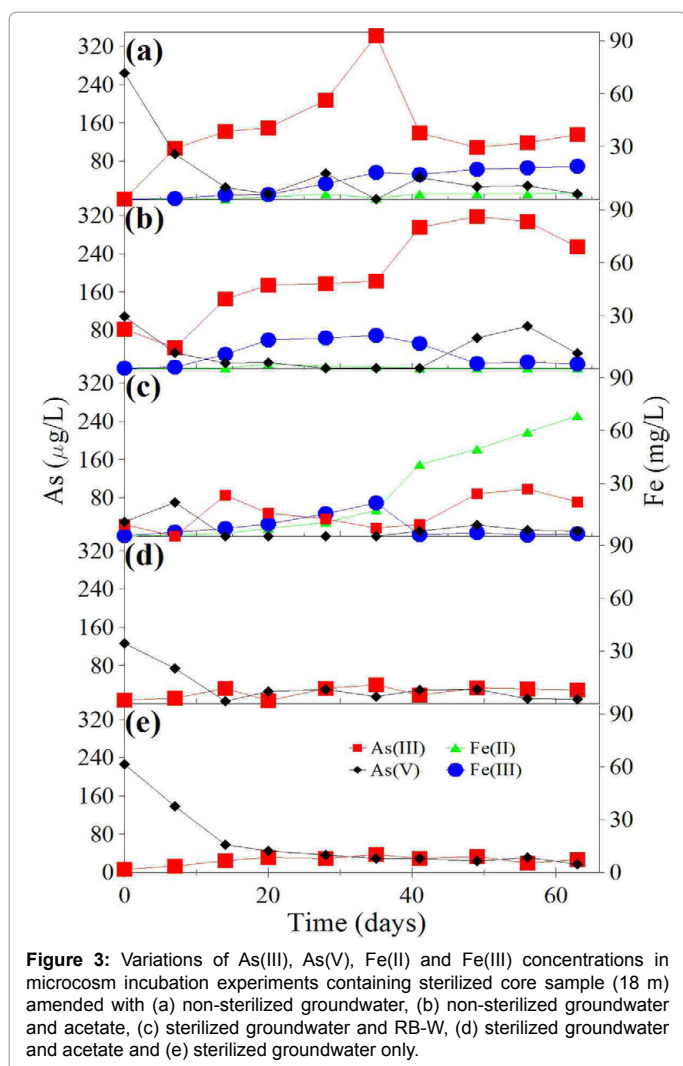 320
240
160
80
(a)
90
60
30
0
320
240
160
80
(b)
90
60
30
0
320
240
160
80
(c)
90
60
30
0
320
240
160
80
(d)
90
60
30
0
320
240
160
80
0
(e)
90
60
30
0
As (µg/L)
Fe (mg/L)
As(III)
Fe(II)
As(V)
Fe(III)
0 20 40 60
Time (days)
Figure 3: Variations of As(III), As(V), Fe(II) and Fe(III) concentrations in
microcosm incubation experiments containing sterilized core sample (18 m)
amended with (a) non-sterilized groundwater, (b) non-sterilized groundwater
and acetate, (c) sterilized groundwater and RB-W, (d) sterilized groundwater
and acetate and (e) sterilized groundwater only.